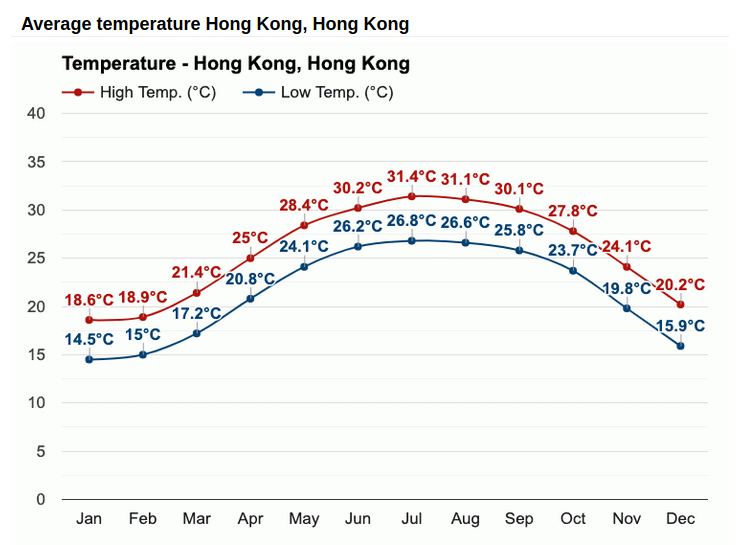 Average temperature Hong Kong, Hong Kong
Temperature - Hong Kong, Hong Kong
High Temp. (°C) Low Temp. (°C)
40
35
30
25
20
15
10
5
0
18.6°C 18.9°C 21.4°C 25°C 28.4°C 30.2°C 31.4°C 31.1°C 30.1°C 27.8°C 24.1°C 20.2°C
14.5°C 15°C 17.2°C 20.8°C 24.1°C 26.2°C 26.8°C 26.6°C 25.8°C 23.7°C 19.8°C 15.9°C
Jan Feb Mar Apr May Jun Jul Aug Sep Oct Nov Dec